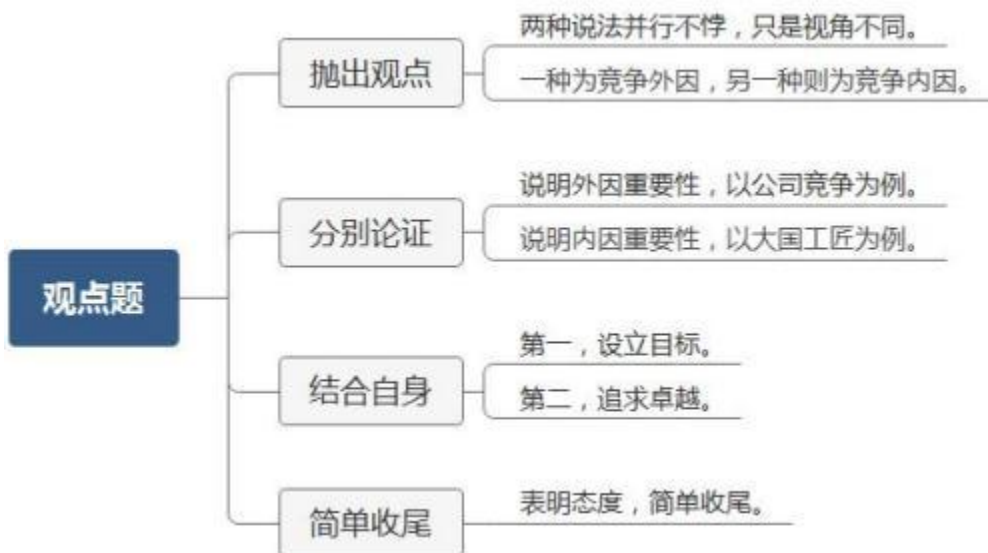 观点题
抛出观点
两种说法并行不悖，只是视角不同。
一种为竞争外因，另一种则为竞争内因。
分别论证
说明外因重要性，以公司竞争为例。
说明内因重要性，以大国工匠为例。
结合自身
第一，设立目标。
第二，追求卓越。
简单收尾
表明态度，简单收尾。